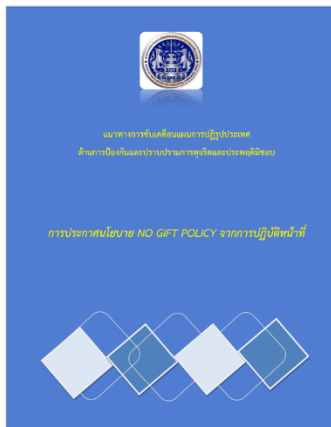 แนวทางการขับเคลื่อนแผนการปฏิรูปประเทศ
ด้านการป้องกันและปราบปรามการทุจริตและประพฤติมิชอบ
การประกาศนโยบาย NO GIFT POLICY จากการปฏิบัติหน้าที่